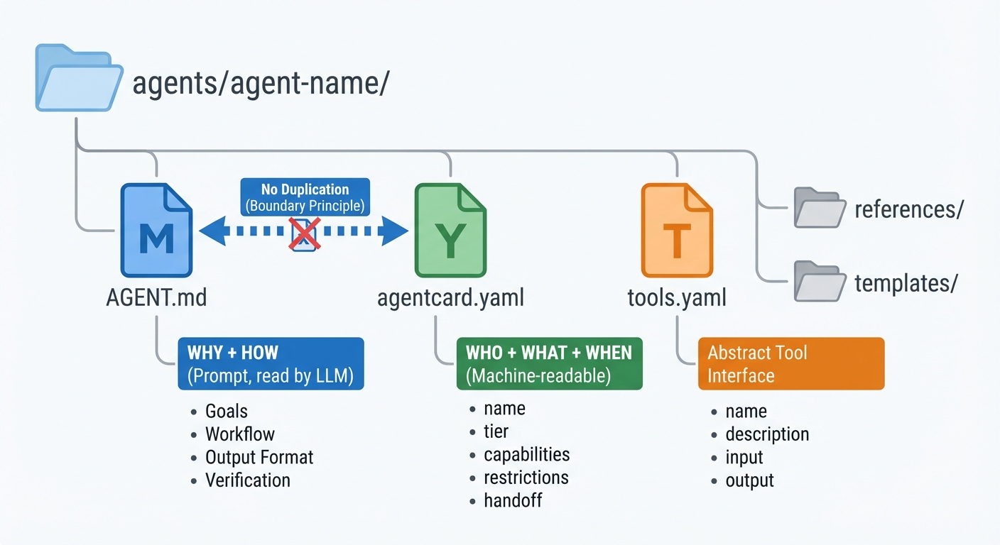 agents/agent-name/
No Duplication
(Boundary Principle)
M
Y
T
references/
templates/
AGENT.md
agentcard.yaml
tools.yaml
WHY + HOW
(Prompt, read by LLM)
• Goals
• Workflow
• Output Format
• Verification
WHO + WHAT + WHEN
(Machine-readable)
• name
• tier
• capabilities
• restrictions
• handoff
Abstract Tool
Interface
• name
• description
• input
• output